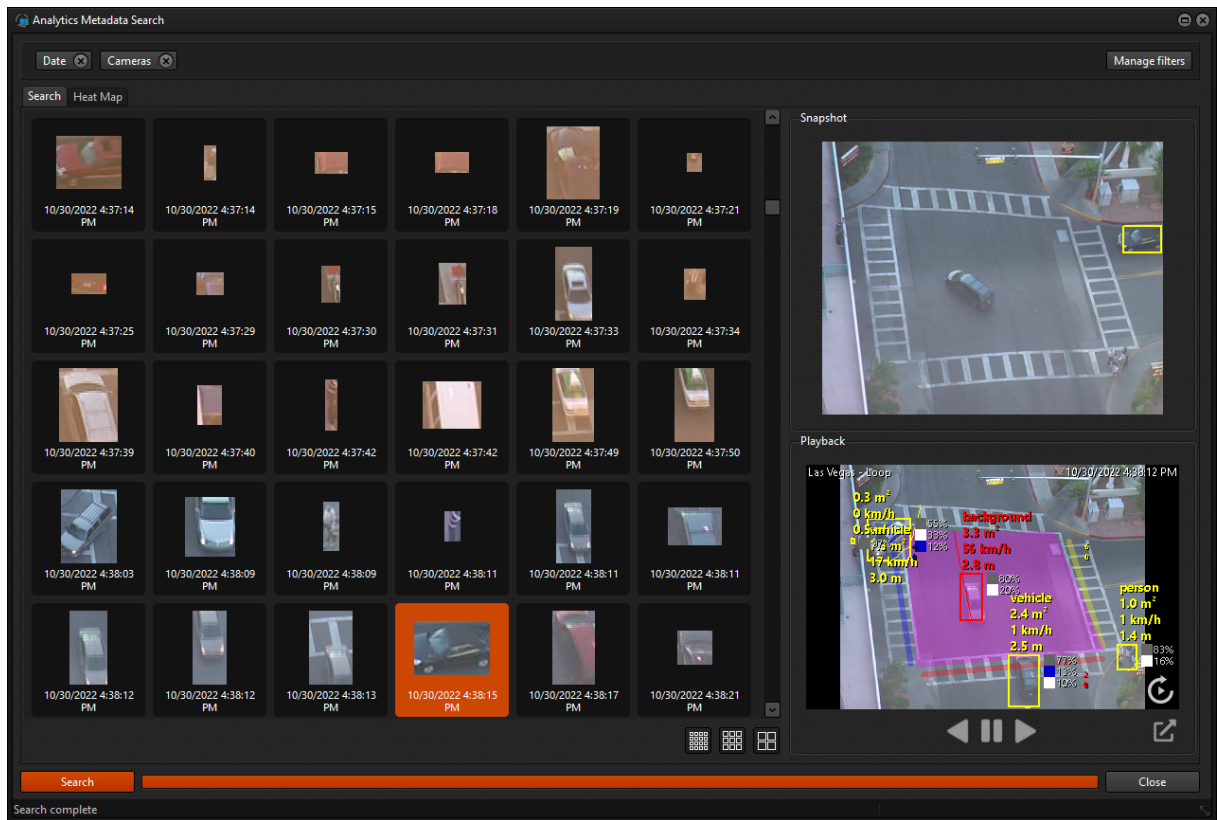 Analytics Metadata Search
Date
Cameras
Manage filters
Search
Heat Map
10/30/2022 4:37:14 PM
10/30/2022 4:37:14 PM
10/30/2022 4:37:15 PM
10/30/2022 4:37:18 PM
10/30/2022 4:37:19 PM
10/30/2022 4:37:21 PM
10/30/2022 4:37:25 PM
10/30/2022 4:37:29 PM
10/30/2022 4:37:30 PM
10/30/2022 4:37:31 PM
10/30/2022 4:37:33 PM
10/30/2022 4:37:34 PM
10/30/2022 4:37:39 PM
10/30/2022 4:37:40 PM
10/30/2022 4:37:42 PM
10/30/2022 4:37:42 PM
10/30/2022 4:37:49 PM
10/30/2022 4:37:50 PM
10/30/2022 4:38:03 PM
10/30/2022 4:38:09 PM
10/30/2022 4:38:09 PM
10/30/2022 4:38:11 PM
10/30/2022 4:38:11 PM
10/30/2022 4:38:11 PM
10/30/2022 4:38:12 PM
10/30/2022 4:38:12 PM
10/30/2022 4:38:13 PM
10/30/2022 4:38:15 PM
10/30/2022 4:38:17 PM
10/30/2022 4:38:21 PM
Snapshot
Playback
Las Vegas - Loop
10/30/2022 4:38:12 PM
0.3 m²
0 km/h
vehicle
17 km/h
3.0 m
55%
33%
12%
background
3.3 m²
56 km/h
2.8 m
80%
20%
vehicle
2.4 m²
1 km/h
2.5 m
77%
13%
10%
person
1.0 m²
1 km/h
1.4 m
83%
16%
Search
Close
Search complete